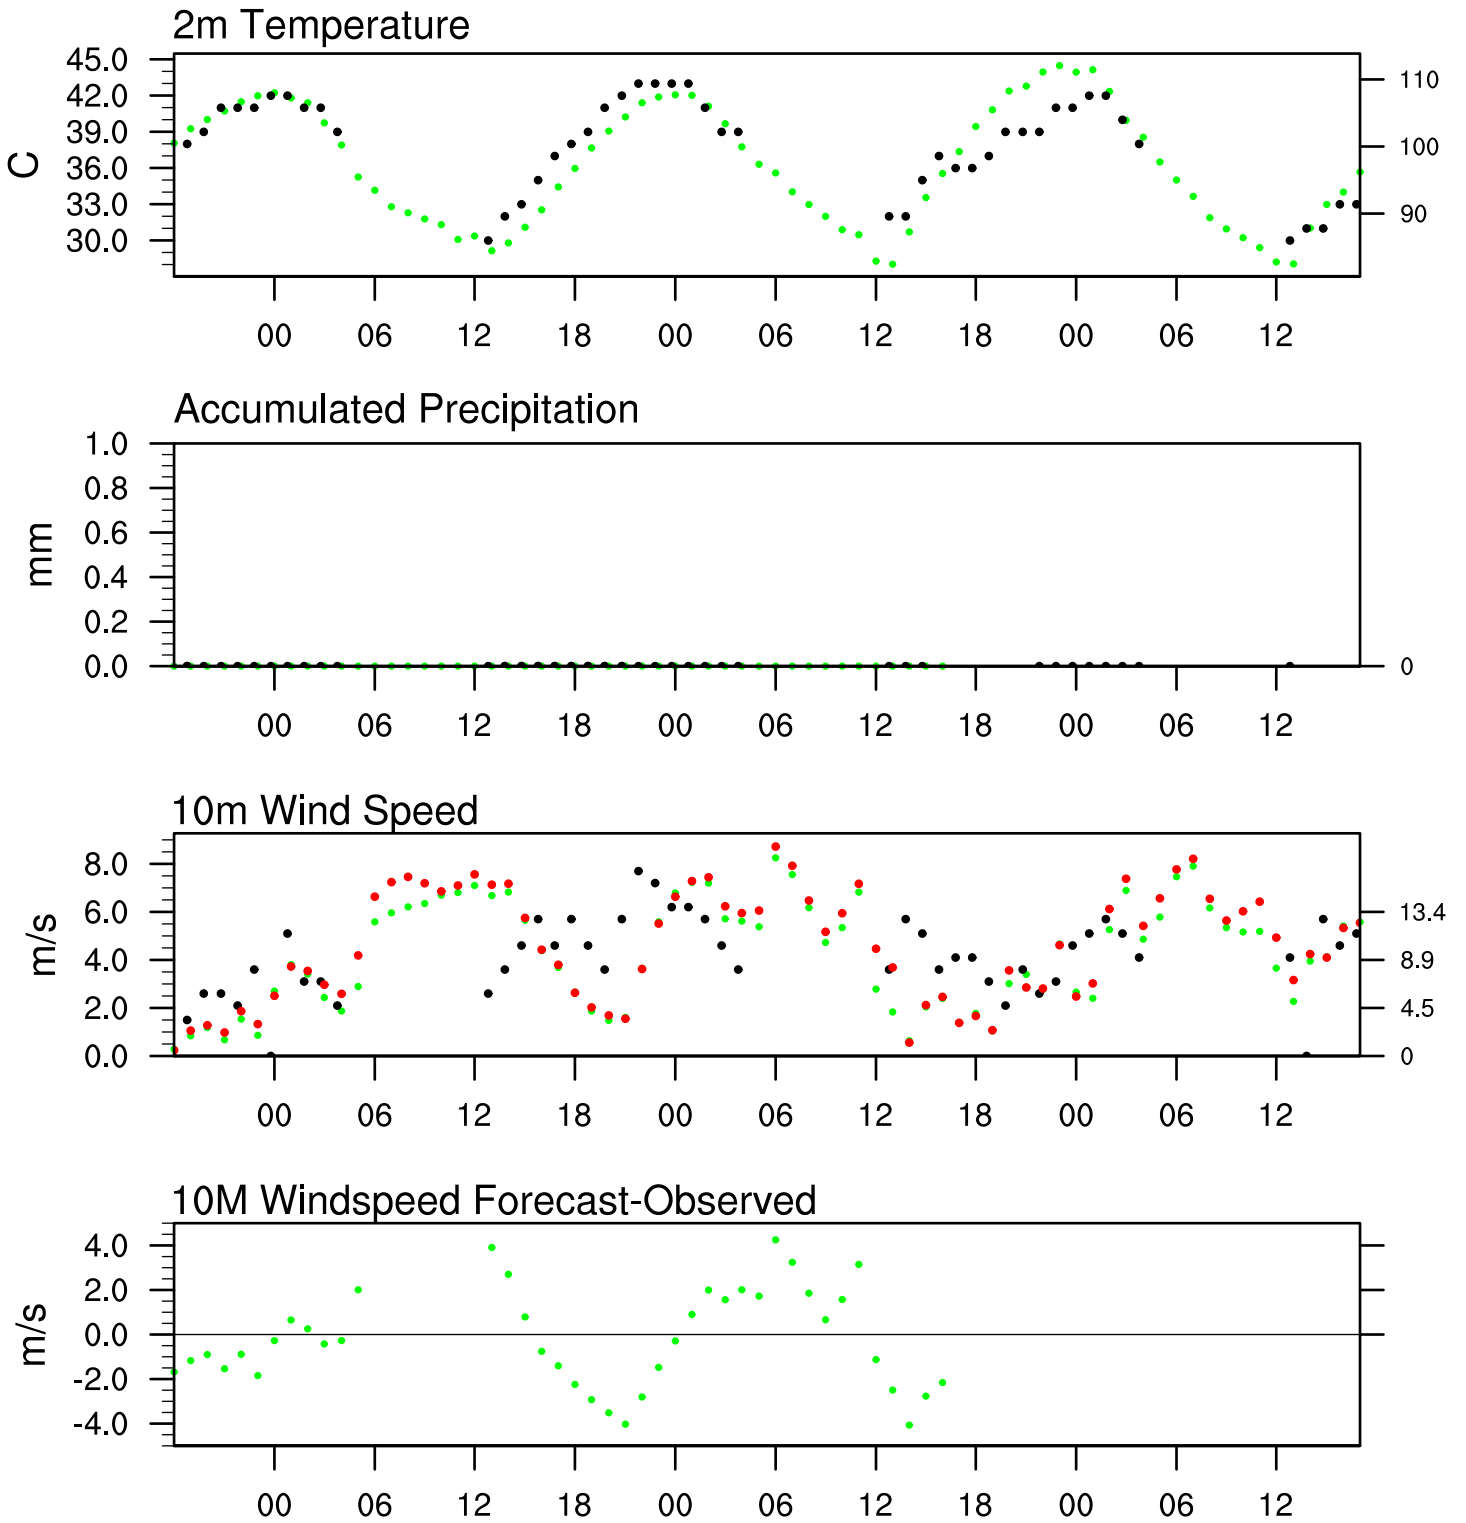 2m Temperature
45.0
42.0
39.0
36.0
33.0
30.0
C
110
100
90
00 06 12 18 00 06 12 18 00 06 12
Accumulated Precipitation
1.0
0.8
0.6
0.4
0.2
0.0
mm
0
00 06 12 18 00 06 12 18 00 06 12
10m Wind Speed
8.0
6.0
4.0
2.0
0.0
m/s
13.4
8.9
4.5
0
00 06 12 18 00 06 12 18 00 06 12
10M Windspeed Forecast-Observed
4.0
2.0
0.0
-2.0
-4.0
m/s
00 06 12 18 00 06 12 18 00 06 12